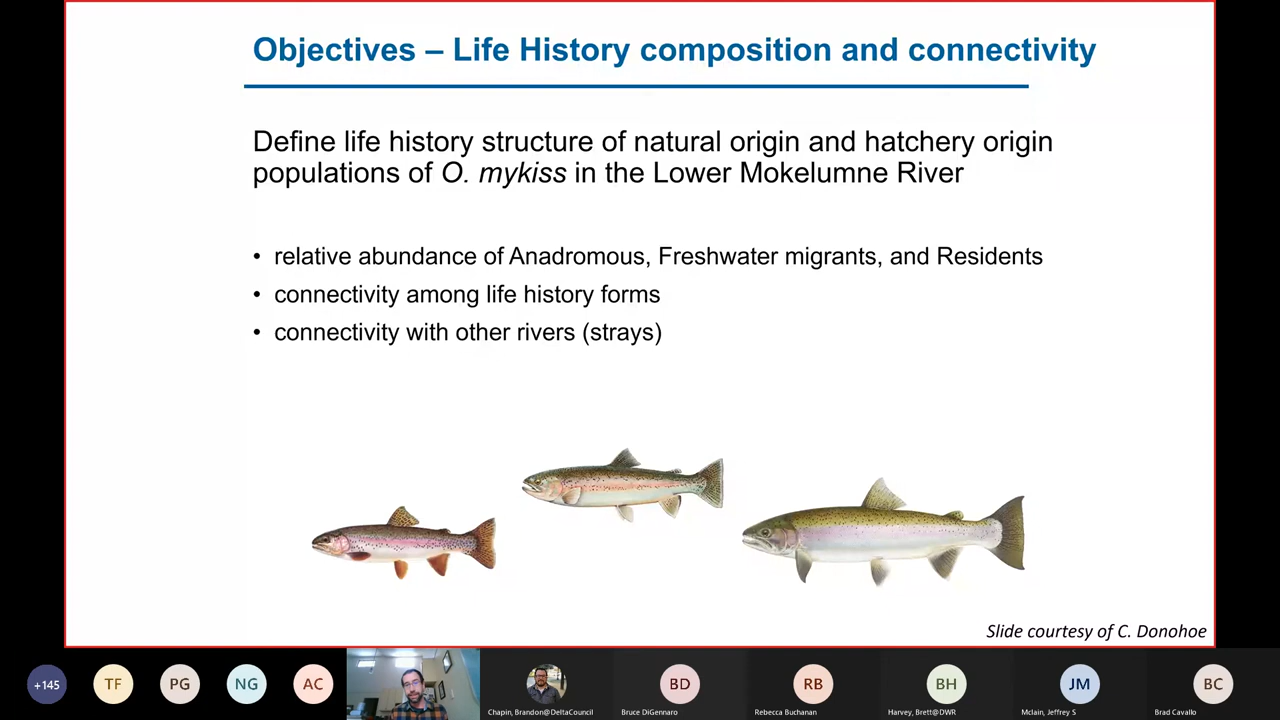 Objectives – Life History composition and connectivity
Define life history structure of natural origin and hatchery origin
populations of O. mykiss in the Lower Mokelumne River
• relative abundance of Anadromous, Freshwater migrants, and Residents
• connectivity among life history forms
• connectivity with other rivers (strays)
Slide courtesy of C. Donohoe
+145 TF PG NG AC BD RB BH JM BC
Chapin, Brandon@DeltaCouncil Bruce DiGennaro Rebecca Buchanan Harvey, Brett@DWR Mclain, Jeffrey S Brad Cavallo